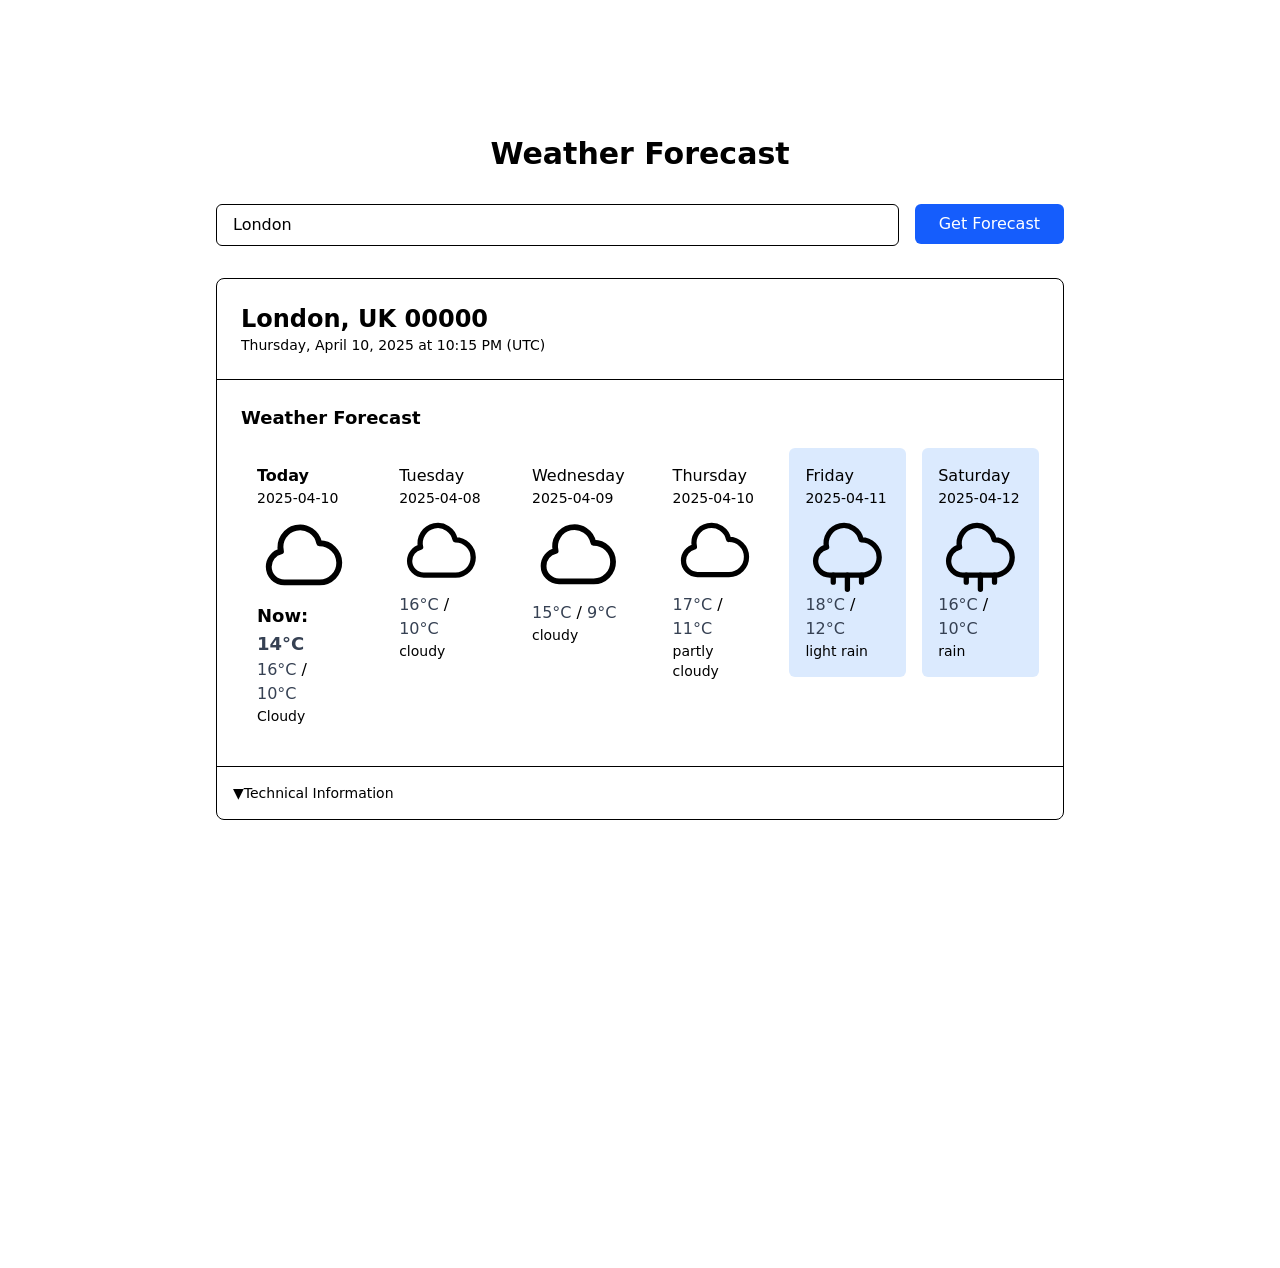 Weather Forecast
London
Get Forecast
London, UK 00000
Thursday, April 10, 2025 at 10:15 PM (UTC)
Weather Forecast
Today
2025-04-10
Now:
14°C
16°C /
10°C
Cloudy
Tuesday
2025-04-08
16°C /
10°C
cloudy
Wednesday
2025-04-09
15°C / 9°C
cloudy
Thursday
2025-04-10
17°C /
11°C
partly
cloudy
Friday
2025-04-11
18°C /
12°C
light rain
Saturday
2025-04-12
16°C /
10°C
rain
▼Technical Information